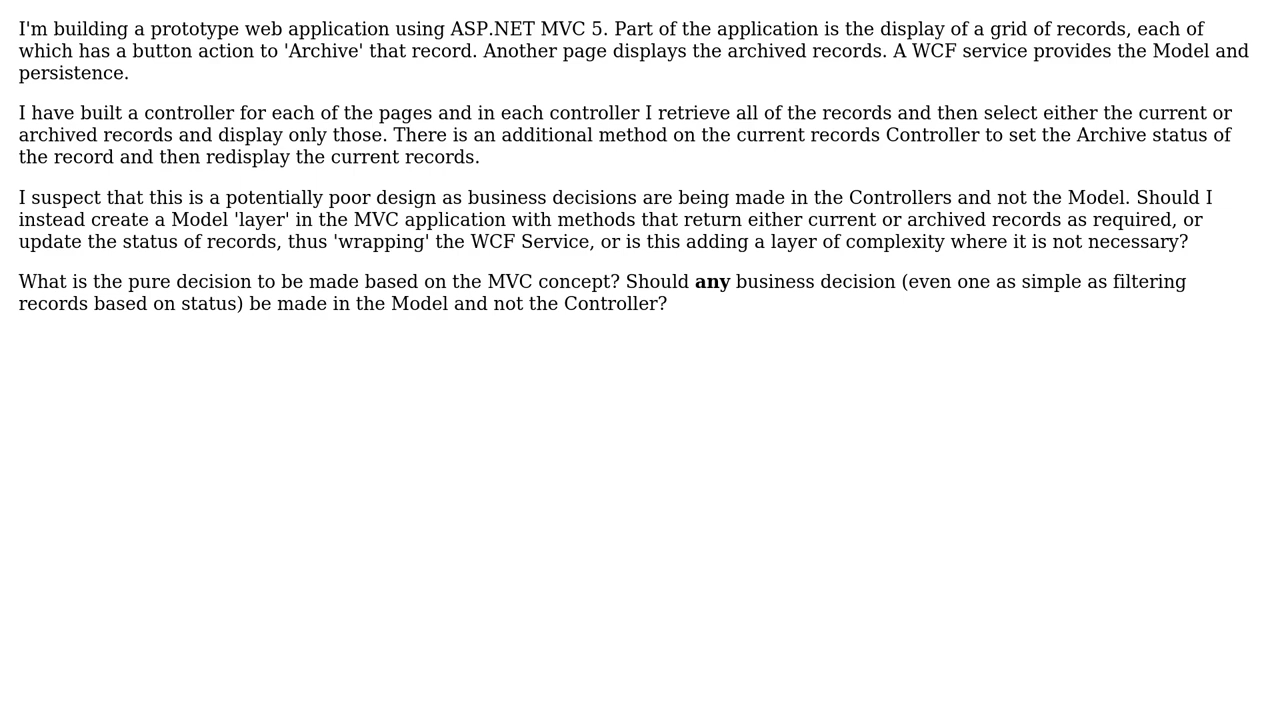 I'm building a prototype web application using ASP.NET MVC 5. Part of the application is the display of a grid of records, each of
which has a button action to 'Archive' that record. Another page displays the archived records. A WCF service provides the Model and
persistence.
I have built a controller for each of the pages and in each controller I retrieve all of the records and then select either the current or
archived records and display only those. There is an additional method on the current records Controller to set the Archive status of
the record and then redisplay the current records.
I suspect that this is a potentially poor design as business decisions are being made in the Controllers and not the Model. Should I
instead create a Model 'layer' in the MVC application with methods that return either current or archived records as required, or
update the status of records, thus 'wrapping' the WCF Service, or is this adding a layer of complexity where it is not necessary?
What is the pure decision to be made based on the MVC concept? Should any business decision (even one as simple as filtering
records based on status) be made in the Model and not the Controller?